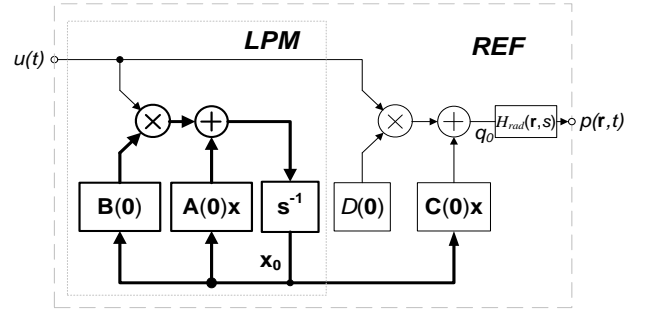 LPM
REF
u(t)
× + × + q₀ H_rad(r,s) p(r,t)
B(0) A(0)x s⁻¹ D(0) C(0)x
x₀